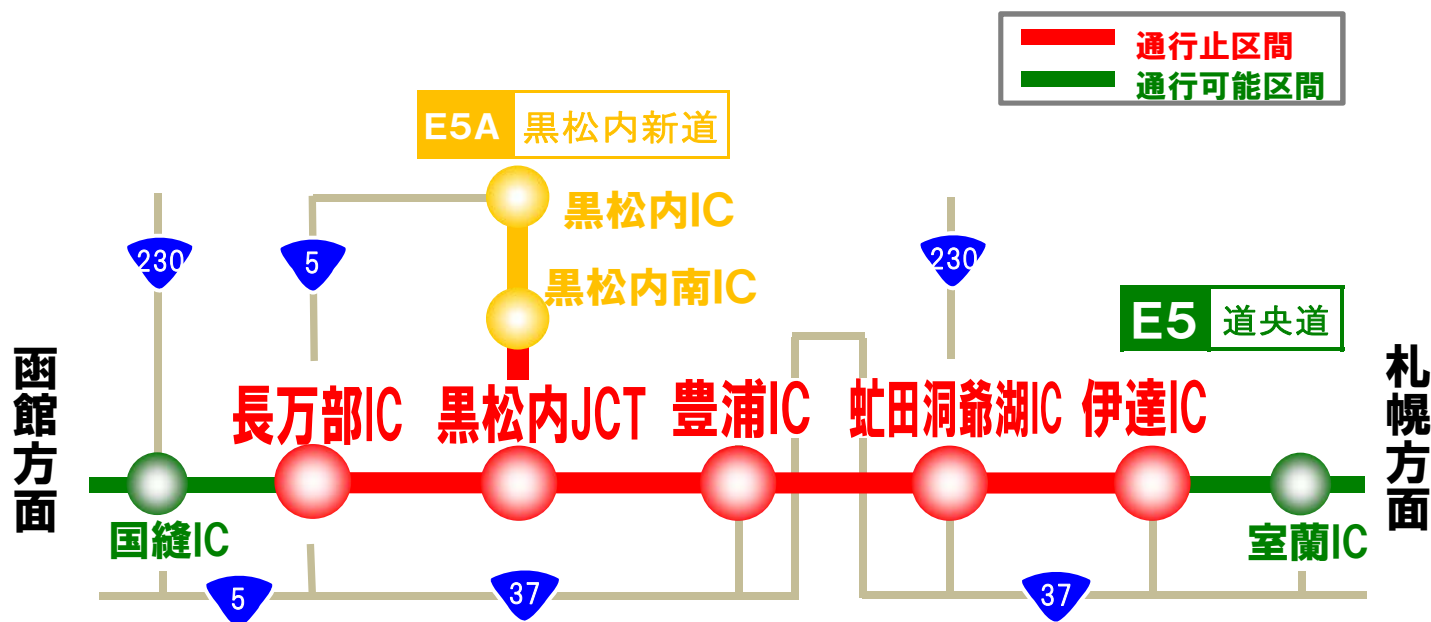 通行止区間
通行可能区間
E5A 黒松内新道
黒松内IC
230
5
230
黒松内南IC
E5 道央道
函館方面
札幌方面
長万部IC
黒松内JCT
豊浦IC
虻田洞爺湖IC
伊達IC
国縫IC
室蘭IC
5
37
37